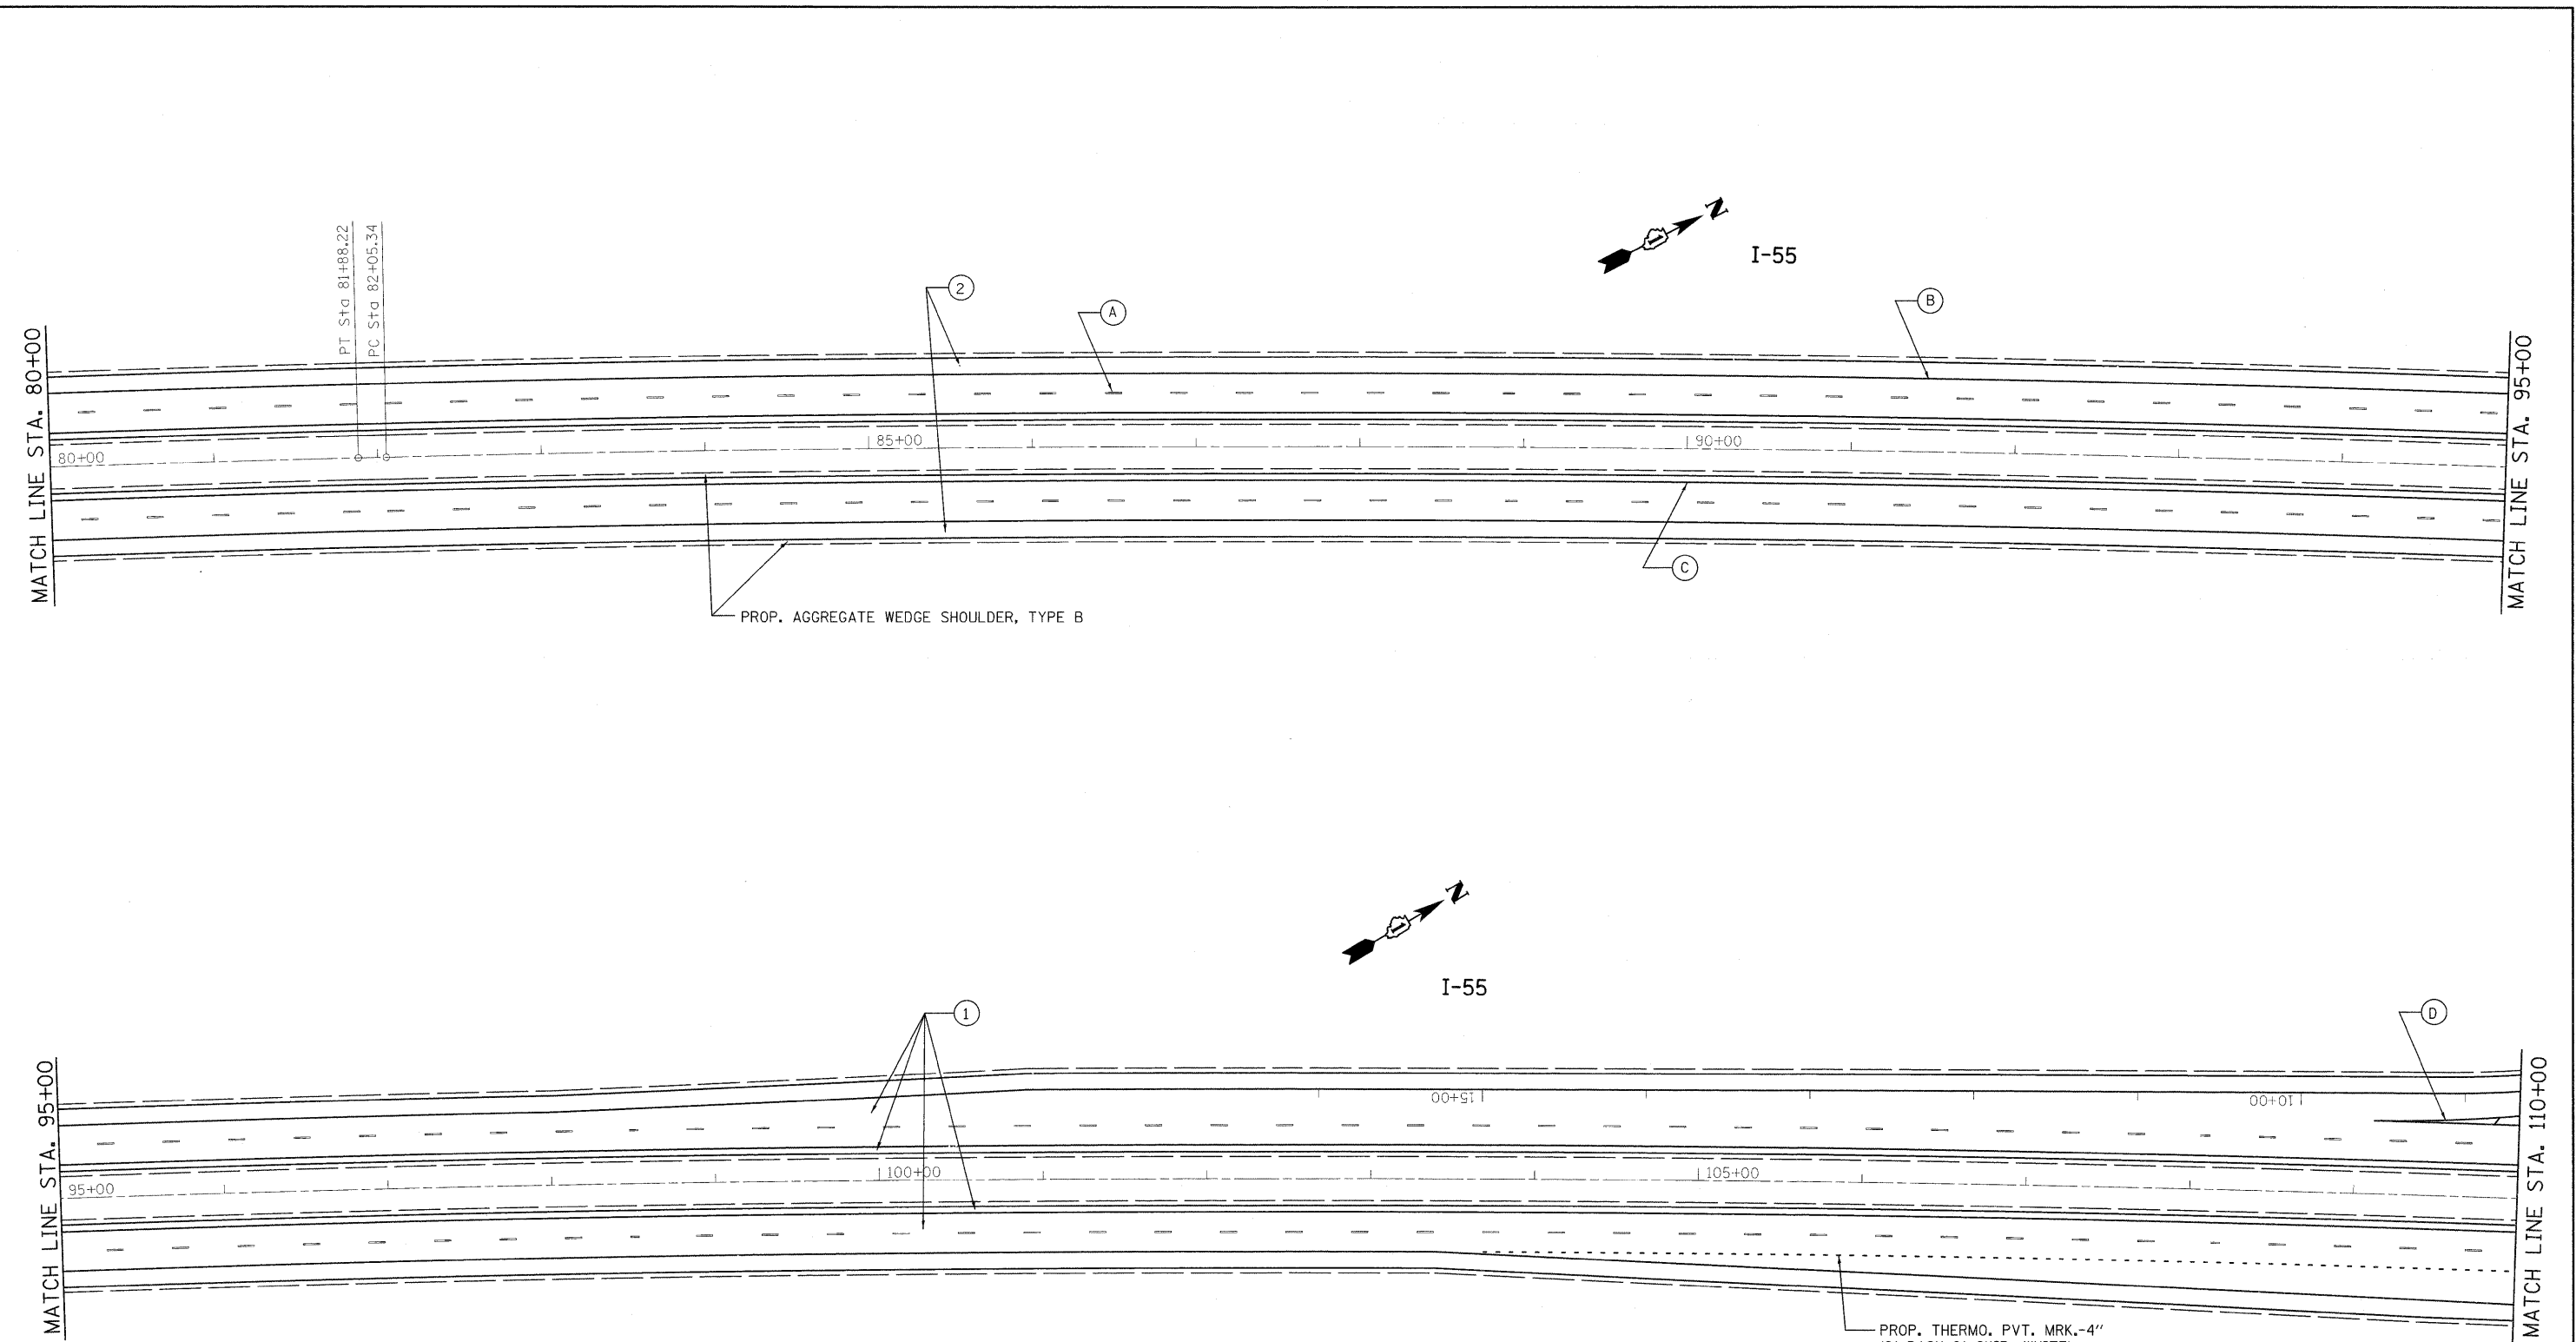 PT Sta 81+88.22
PC Sta 82+05.34
N
1
I-55
2
A
B
MATCH LINE STA. 80+00
80+00
85+00
90+00
MATCH LINE STA. 95+00
C
PROP. AGGREGATE WEDGE SHOULDER, TYPE B
N
1
I-55
1
D
MATCH LINE STA. 95+00
15+00
10+00
95+00
100+00
105+00
MATCH LINE STA. 110+00
PROP. THERMO. PVT. MRK.-4"